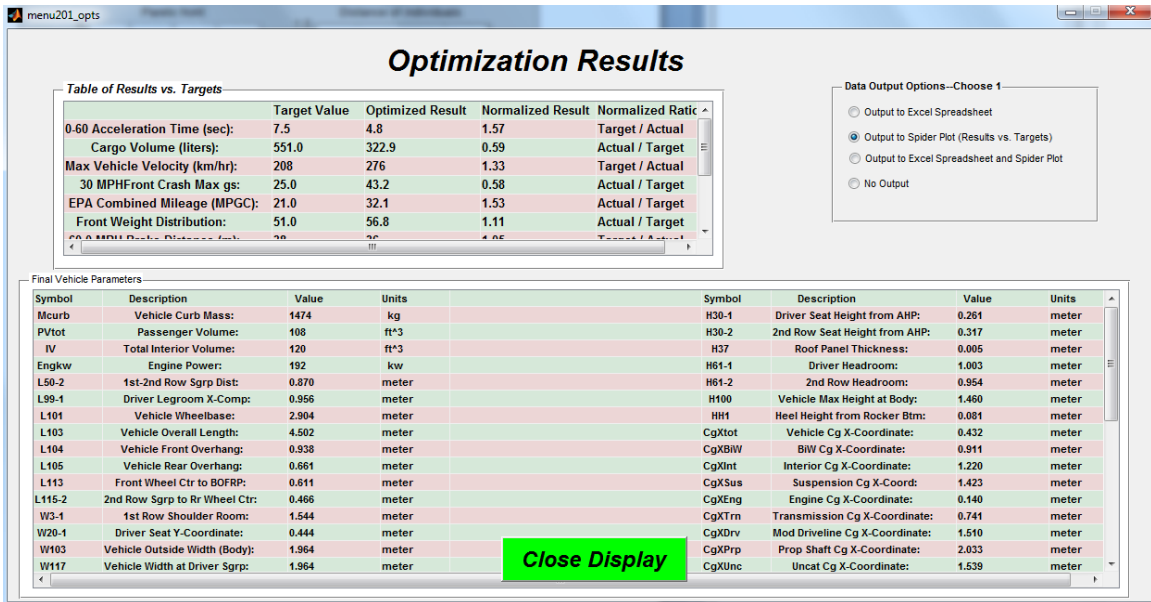 menu201_opts
Optimization Results
Table of Results vs. Targets
Target Value Optimized Result Normalized Result Normalized Ratio
0-60 Acceleration Time (sec): 7.5 4.8 1.57 Target / Actual
Cargo Volume (liters): 551.0 322.9 0.59 Actual / Target
Max Vehicle Velocity (km/hr): 208 276 1.33 Target / Actual
30 MPHFront Crash Max gs: 25.0 43.2 0.58 Actual / Target
EPA Combined Mileage (MPGC): 21.0 32.1 1.53 Actual / Target
Front Weight Distribution: 51.0 56.8 1.11 Actual / Target
Data Output Options--Choose 1
Output to Excel Spreadsheet
Output to Spider Plot (Results vs. Targets)
Output to Excel Spreadsheet and Spider Plot
No Output
Final Vehicle Parameters
Symbol Description Value Units Symbol Description Value Units
Mcurb Vehicle Curb Mass: 1474 kg H30-1 Driver Seat Height from AHP: 0.261 meter
PVtot Passenger Volume: 108 ft^3 H30-2 2nd Row Seat Height from AHP: 0.317 meter
IV Total Interior Volume: 120 ft^3 H37 Roof Panel Thickness: 0.005 meter
Engkw Engine Power: 192 kw H61-1 Driver Headroom: 1.003 meter
L50-2 1st-2nd Row Sgrp Dist: 0.870 meter H61-2 2nd Row Headroom: 0.954 meter
L99-1 Driver Legroom X-Comp: 0.956 meter H100 Vehicle Max Height at Body: 1.460 meter
L101 Vehicle Wheelbase: 2.904 meter HH1 Heel Height from Rocker Btm: 0.081 meter
L103 Vehicle Overall Length: 4.502 meter CgXtot Vehicle Cg X-Coordinate: 0.432 meter
L104 Vehicle Front Overhang: 0.938 meter CgXBiW BiW Cg X-Coordinate: 0.911 meter
L105 Vehicle Rear Overhang: 0.661 meter CgXInt Interior Cg X-Coordinate: 1.220 meter
L113 Front Wheel Ctr to BOFRP: 0.611 meter CgXSus Suspension Cg X-Coord: 1.423 meter
L115-2 2nd Row Sgrp to Rr Wheel Ctr: 0.466 meter CgXEng Engine Cg X-Coordinate: 0.140 meter
W3-1 1st Row Shoulder Room: 1.544 meter CgXTrn Transmission Cg X-Coordinate: 0.741 meter
W20-1 Driver Seat Y-Coordinate: 0.444 meter CgXDrv Mod Driveline Cg X-Coordinate: 1.510 meter
W103 Vehicle Outside Width (Body): 1.964 meter CgXPrp Prop Shaft Cg X-Coordinate: 2.033 meter
W117 Vehicle Width at Driver Sgrp: 1.964 meter CgXUnc Uncat Cg X-Coordinate: 1.539 meter
Close Display